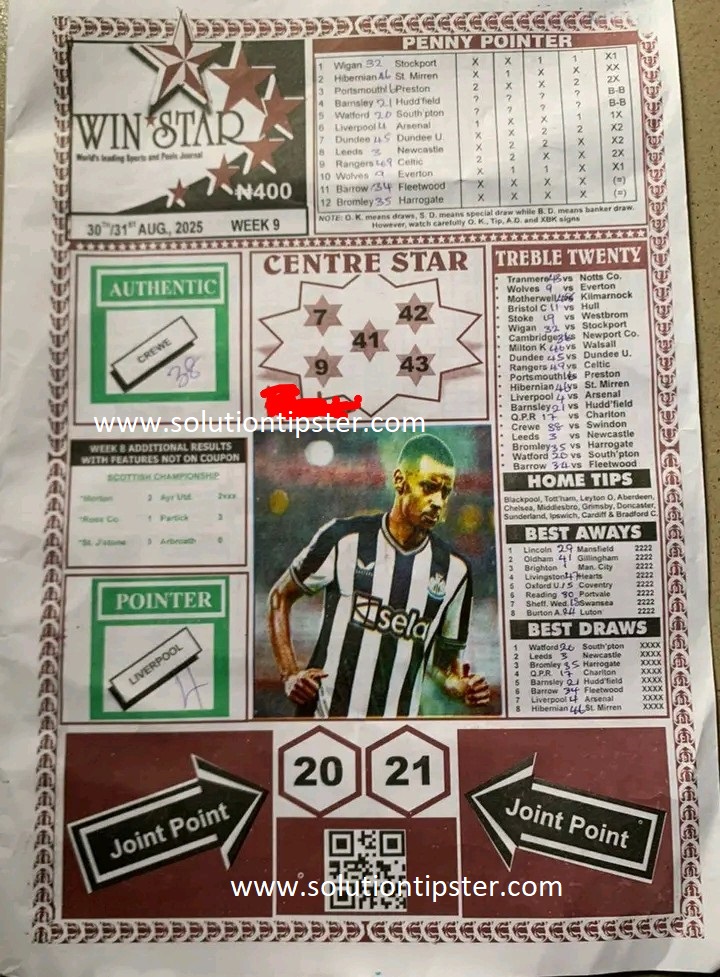 WIN STAR
World's leading Sports and Pools Journal
₦400
30TH/31ST AUG., 2025 WEEK 9
PENNY POINTER
1 Wigan 32 Stockport X X 1 1 X1
2 Hibernian 46 St. Mirren X 1 X X XX
3 Portsmouth 16 Preston 2 X X 2 2X
4 Barnsley 21 Hudd'field ? ? ? ? B-B
5 Watford 20 South'pton ? ? ? ? B-B
6 Liverpool 4 Arsenal 1 X X 1 1X
7 Dundee 45 Dundee U. X X 2 2 X2
8 Leeds 3 Newcastle X X 2 X X2
9 Rangers 49 Celtic 2 2 X X 2X
10 Wolves 9 Everton X 1 1 X X1
11 Barrow 34 Fleetwood X X X X (=)
12 Bromley 35 Harrogate X X X X (=)
NOTE: O. K. means draws, S. D. means special draw while B. D. means banker draw.
However, watch carefully O. K., Tip, A.D. and XBK signs
AUTHENTIC
CREWE
38
CENTRE STAR
7 42
41
9 43
TREBLE TWENTY
Tranmere 43 vs Notts Co.
Wolves 9 vs Everton
Motherwell vs Kilmarnock
Bristol C 11 vs Hull
Stoke 19 vs Westbrom
Wigan 32 vs Stockport
Cambridge 36 vs Newport Co.
Milton K 40 vs Walsall
Dundee 45 vs Dundee U.
Rangers 49 vs Celtic
Portsmouth 16 vs Preston
Hibernian 46 vs St. Mirren
Liverpool 4 vs Arsenal
Barnsley 21 vs Hudd'field
Q.P.R 17 vs Charlton
Crewe 38 vs Swindon
Leeds 3 vs Newcastle
Bromley 35 vs Harrogate
Watford 20 vs South'pton
Barrow 34 vs Fleetwood
www.solutiontipster.com
WEEK 8 ADDITIONAL RESULTS
WITH FEATURES NOT ON COUPON
SCOTTISH CHAMPIONSHIP
*Morton 2 Ayr Utd. 2xxx
*Ross Co. 1 Partick 3
*St. J'stone 3 Arbroath 0
POINTER
LIVERPOOL
4
sela
HOME TIPS
Blackpool, Tott'ham, Leyton O, Aberdeen,
Chelsea, Middlesbro, Grimsby, Doncaster,
Sunderland, Ipswich, Cardiff & Bradford C.
BEST AWAYS
1 Lincoln 29 Mansfield 2222
2 Oldham 41 Gillingham 2222
3 Brighton 1 Man. City 2222
4 Livingston 47 Hearts 2222
5 Oxford U. 15 Coventry 2222
6 Reading 30 Portvale 2222
7 Sheff. Wed. 18 Swansea 2222
8 Burton A. 24 Luton 2222
BEST DRAWS
1 Watford 20 South'pton XXXX
2 Leeds 3 Newcastle XXXX
3 Bromley 35 Harrogate XXXX
4 Q.P.R 17 Charlton XXXX
5 Barnsley 21 Hudd'field XXXX
6 Barrow 34 Fleetwood XXXX
7 Liverpool 4 Arsenal XXXX
8 Hibernian 46 St. Mirren XXXX
Joint Point
20 21
Joint Point
www.solutiontipster.com